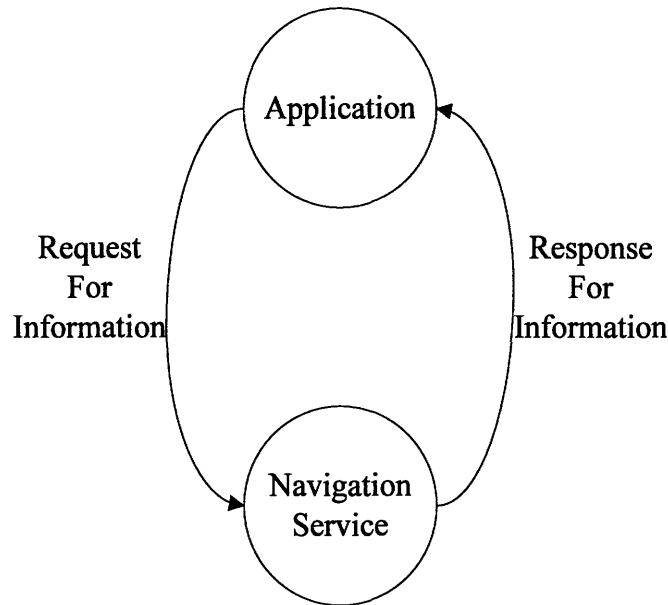 Application
Request
For
Information
Response
For
Information
Navigation
Service